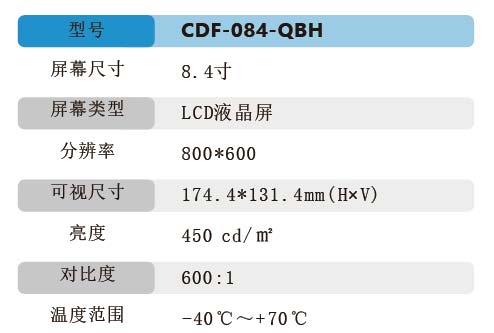 型号 CDF-084-QBH
屏幕尺寸 8.4寸
屏幕类型 LCD液晶屏
分辨率 800*600
可视尺寸 174.4*131.4mm(H×V)
亮度 450 cd/㎡
对比度 600:1
温度范围 -40℃～+70℃